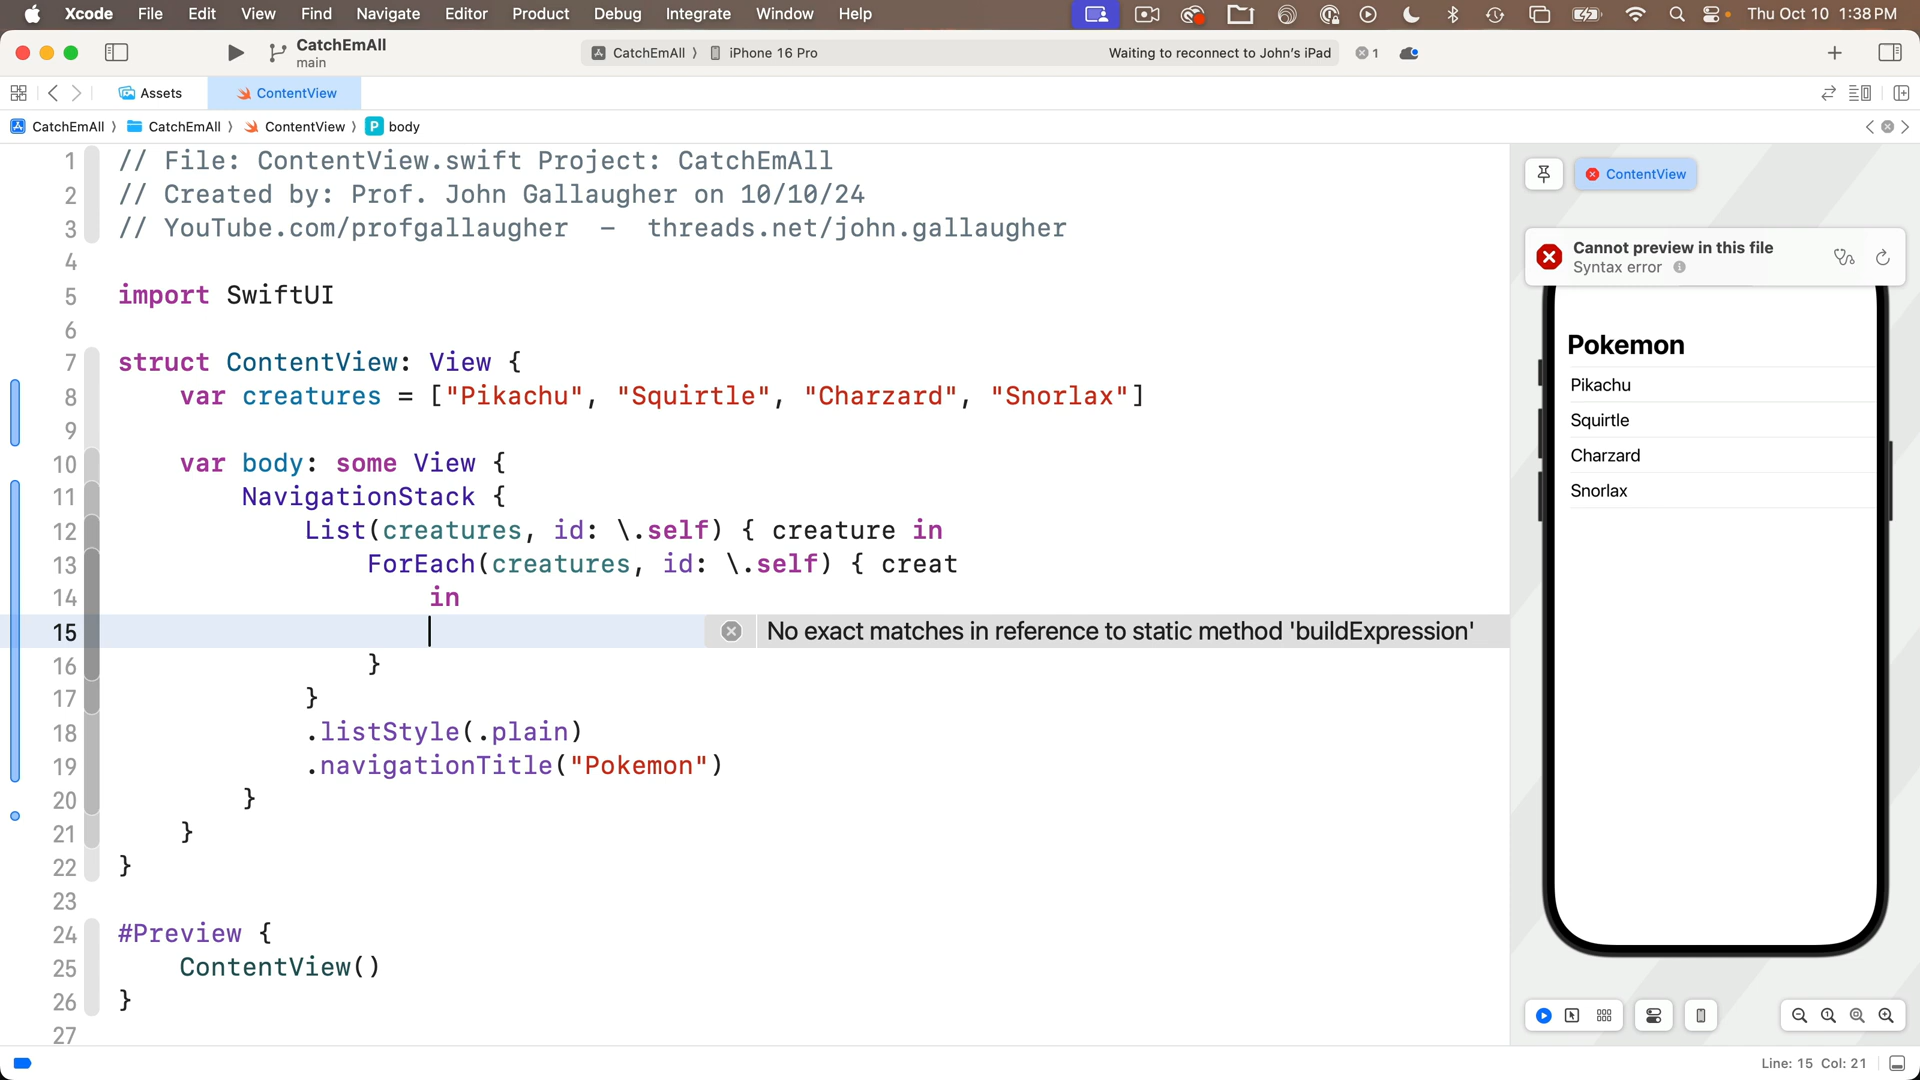 Xcode File Edit View Find Navigate Editor Product Debug Integrate Window Help Thu Oct 10 1:38 PM
CatchEmAll
main
CatchEmAll ⟩ iPhone 16 Pro Waiting to reconnect to John's iPad 1
Assets ContentView
CatchEmAll ⟩ CatchEmAll ⟩ ContentView ⟩ P body
1 // File: ContentView.swift Project: CatchEmAll
2 // Created by: Prof. John Gallaugher on 10/10/24
3 // YouTube.com/profgallaugher – threads.net/john.gallaugher
4
5 import SwiftUI
6
7 struct ContentView: View {
8 var creatures = ["Pikachu", "Squirtle", "Charzard", "Snorlax"]
9
10 var body: some View {
11 NavigationStack {
12 List(creatures, id: \.self) { creature in
13 ForEach(creatures, id: \.self) { creat
14 in
15 No exact matches in reference to static method 'buildExpression'
16 }
17 }
18 .listStyle(.plain)
19 .navigationTitle("Pokemon")
20 }
21 }
22 }
23
24 #Preview {
25 ContentView()
26 }
27
ContentView
Cannot preview in this file
Syntax error
Pokemon
Pikachu
Squirtle
Charzard
Snorlax
Line: 15 Col: 21